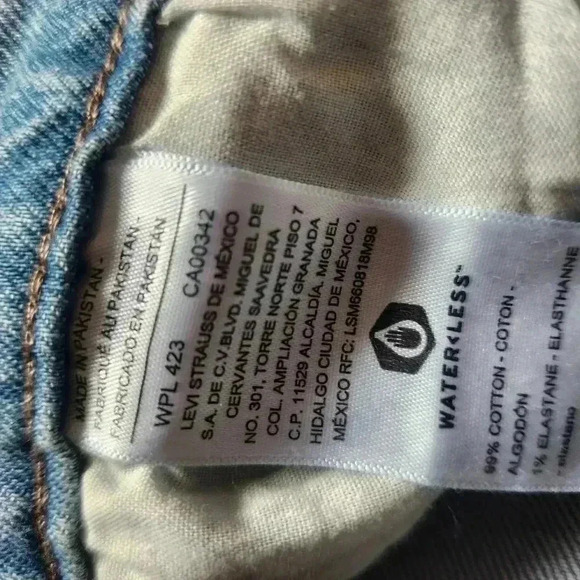 MADE IN PAKISTAN -
FABRIQUÉ AU PAKISTAN -
FABRICADO EN PAKISTAN
WPL 423 CA00342
LEVI STRAUSS DE MÉXICO
S.A. DE C.V.BLVD. MIGUEL DE
CERVANTES SAAVEDRA
NO. 301, TORRE NORTE PISO 7
COL. AMPLIACIÓN GRANADA
C.P. 11529 ALCALDÍA, MIGUEL
HIDALGO CIUDAD DE MÉXICO,
MÉXICO RFC: LSM660818M98
WATER<LESS™
99% COTTON - COTON -
ALGODÓN
1% ELASTANE - ELASTHANNE
- elastano